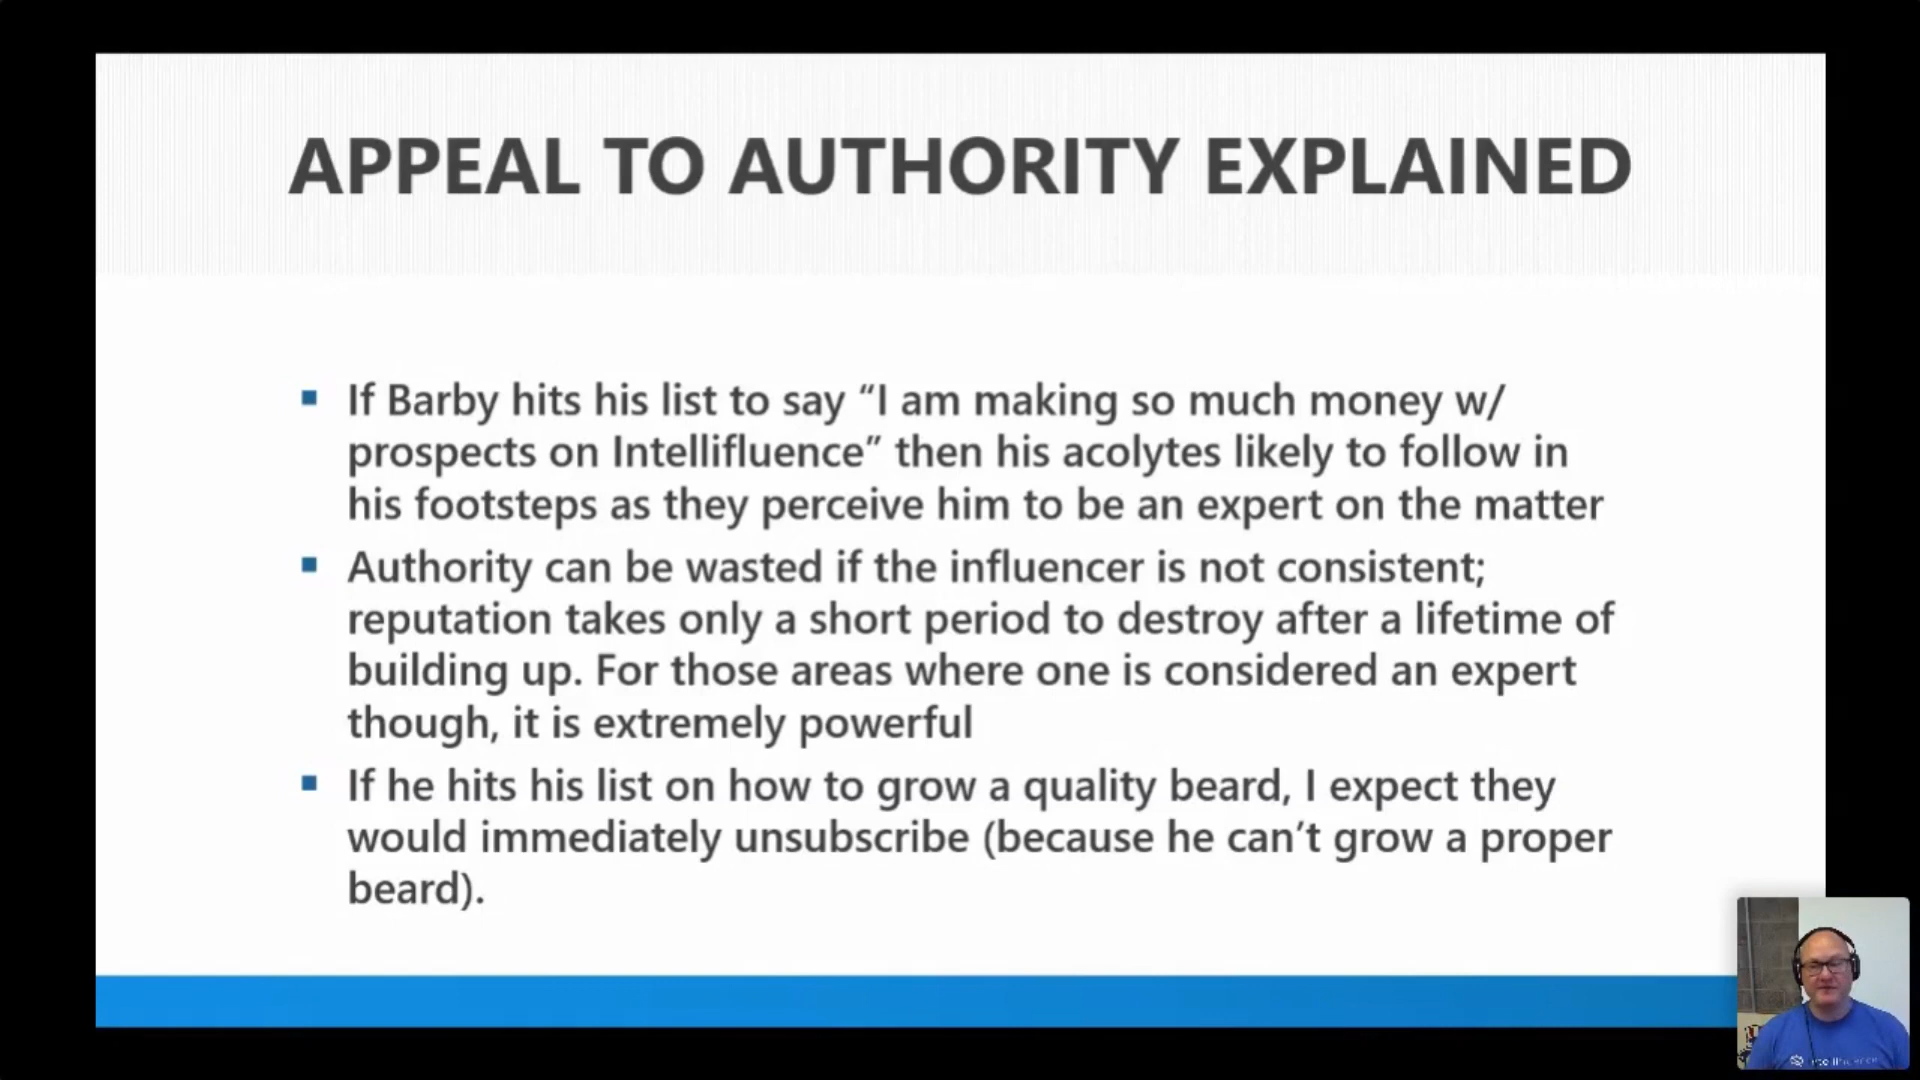 APPEAL TO AUTHORITY EXPLAINED
▪ If Barby hits his list to say “I am making so much money w/
prospects on Intellifluence” then his acolytes likely to follow in
his footsteps as they perceive him to be an expert on the matter
▪ Authority can be wasted if the influencer is not consistent;
reputation takes only a short period to destroy after a lifetime of
building up. For those areas where one is considered an expert
though, it is extremely powerful
▪ If he hits his list on how to grow a quality beard, I expect they
would immediately unsubscribe (because he can’t grow a proper
beard).
intellifluence